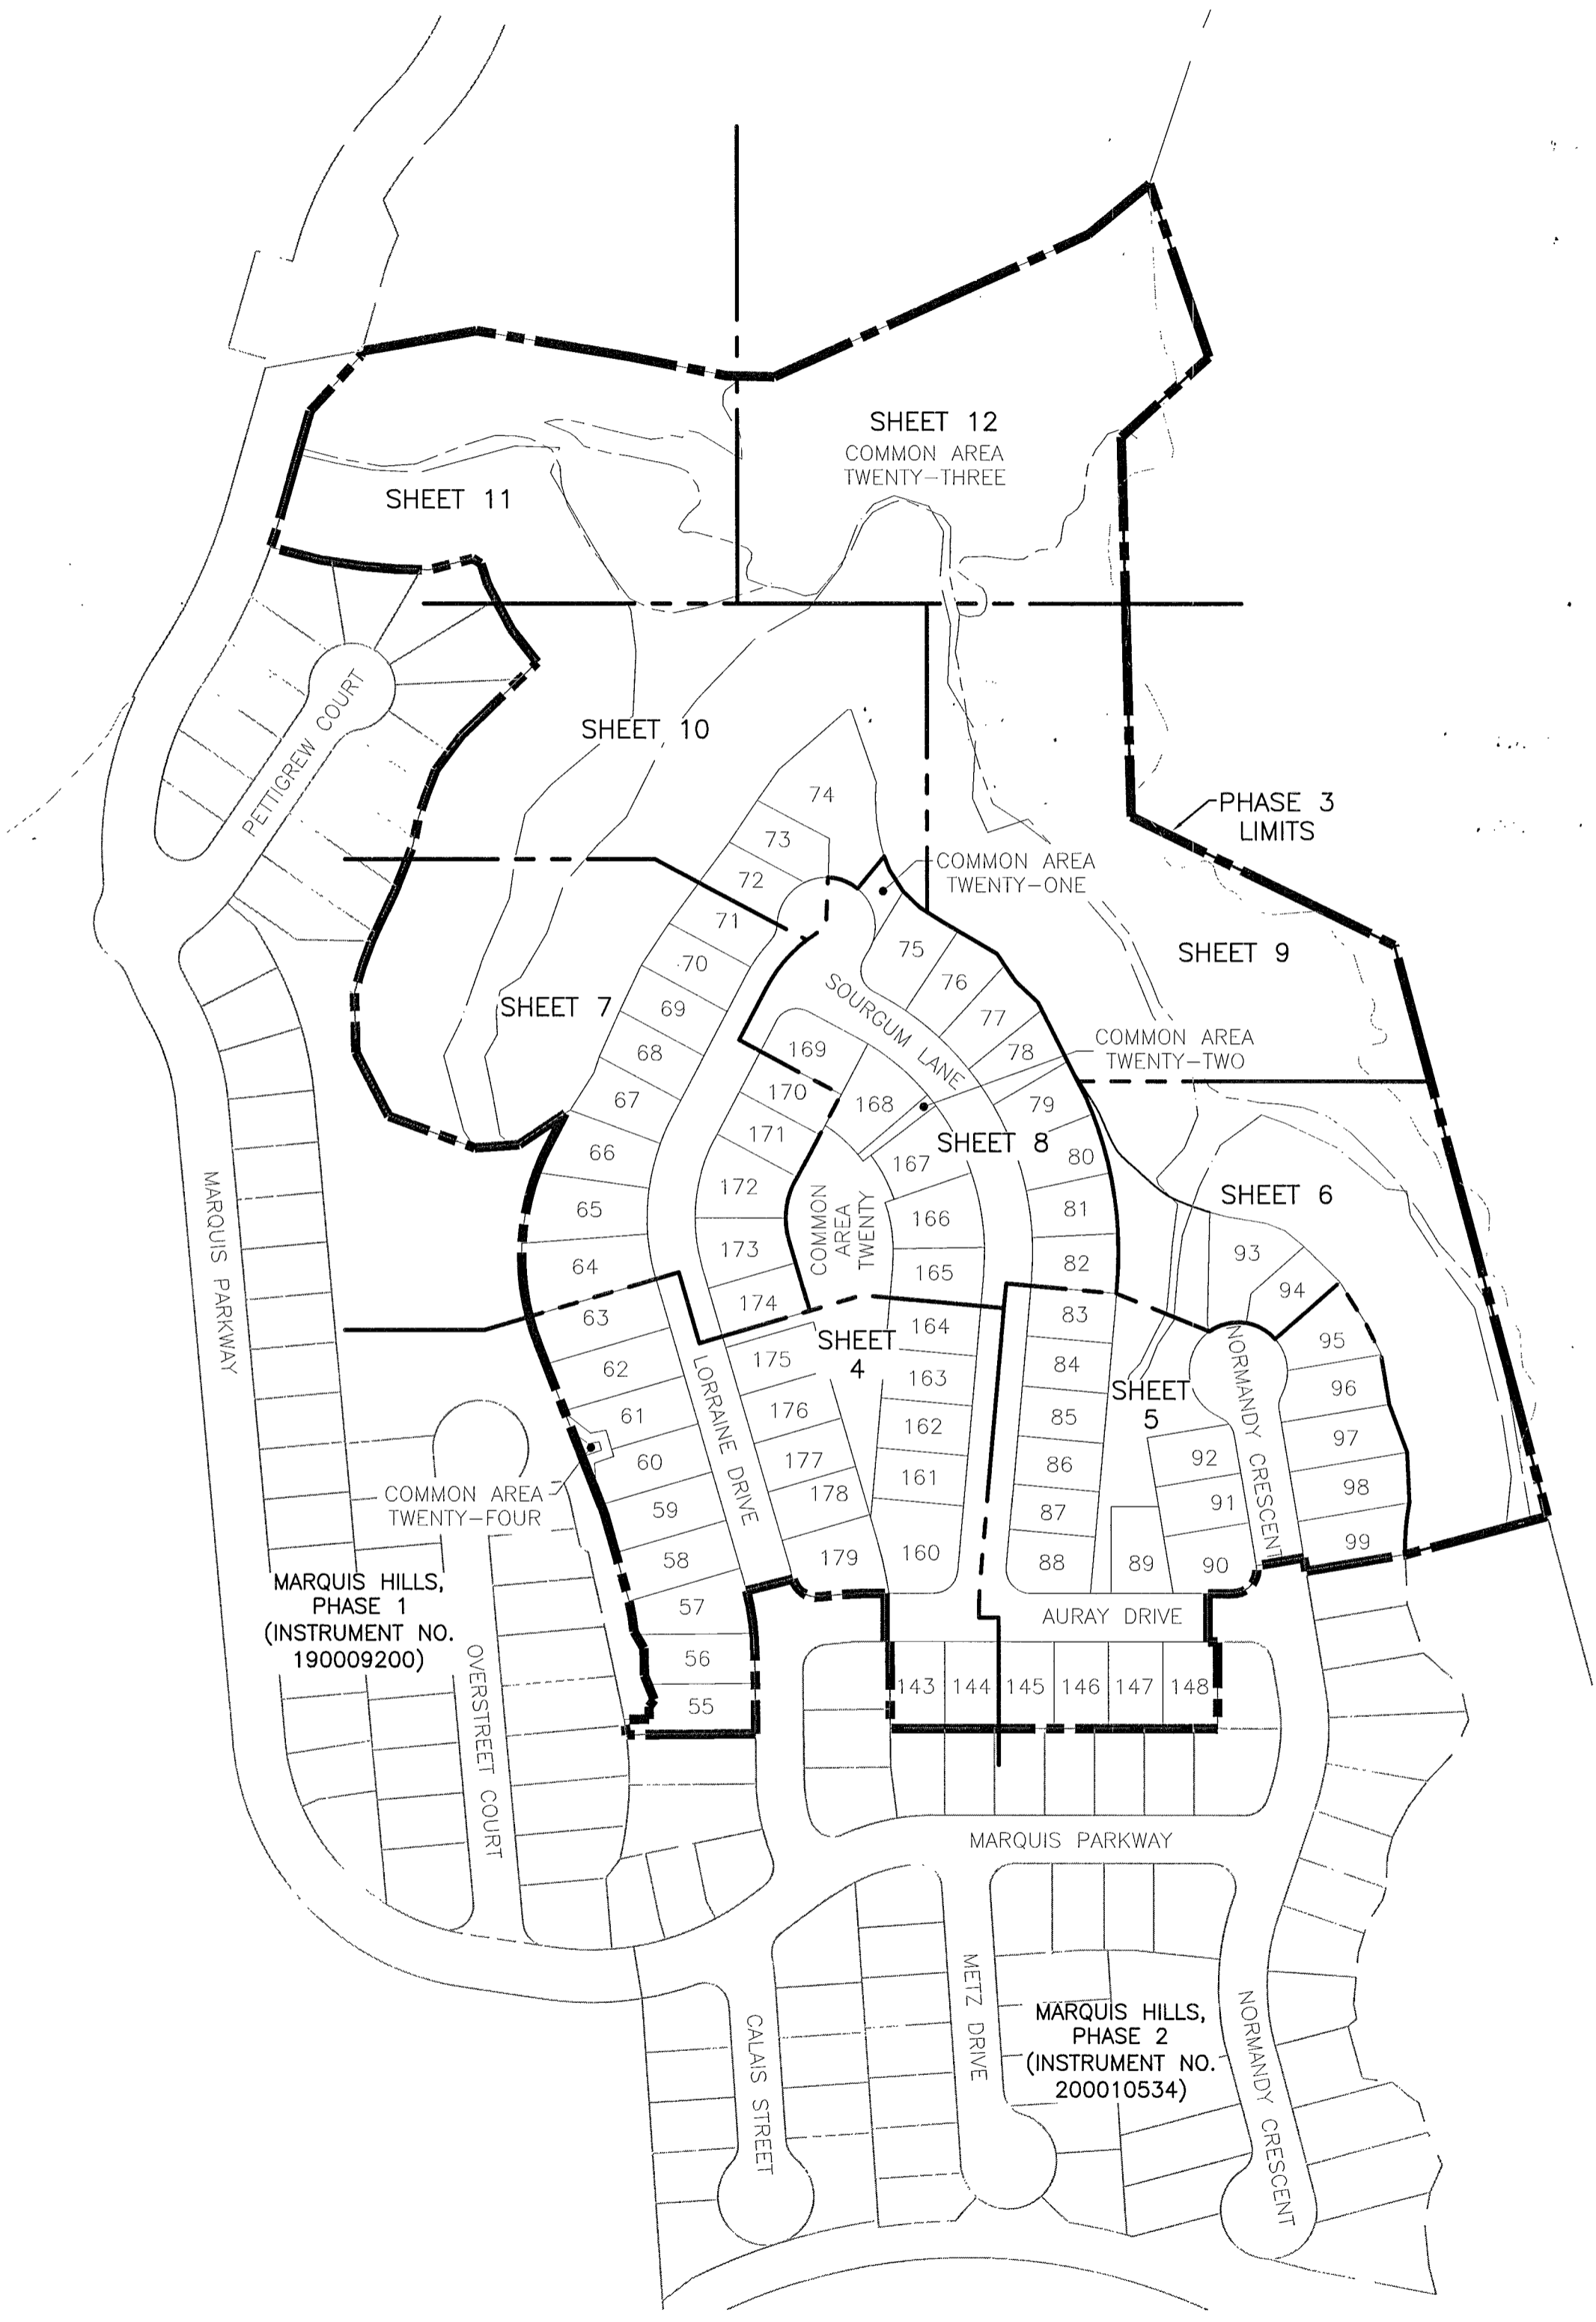 SHEET 12
COMMON AREA
TWENTY-THREE
SHEET 11
PETTIGREW COURT
SHEET 10
74
73
72
71
70
69
68
67
66
65
64
PHASE 3
LIMITS
COMMON AREA
TWENTY-ONE
SHEET 9
75
76
77
78
79
80
81
82
SOURGUM LANE
SHEET 7
COMMON AREA
TWENTY-TWO
169
170
171
172
173
174
168
167
166
165
SHEET 8
COMMON
AREA
TWENTY
SHEET 6
93
94
MARQUIS PARKWAY
63
62
61
60
59
58
57
56
55
LORRAINE DRIVE
175
176
177
178
179
SHEET
4
164
163
162
161
160
83
84
85
86
87
88
SHEET
5
92
91
90
89
NORMANDY CRESCENT
95
96
97
98
99
COMMON AREA
TWENTY-FOUR
MARQUIS HILLS,
PHASE 1
(INSTRUMENT NO.
190009200)
OVERSTREET COURT
AURAY DRIVE
143
144
145
146
147
148
MARQUIS PARKWAY
METZ DRIVE
CALAIS STREET
MARQUIS HILLS,
PHASE 2
(INSTRUMENT NO.
200010534)
NORMANDY CRESCENT